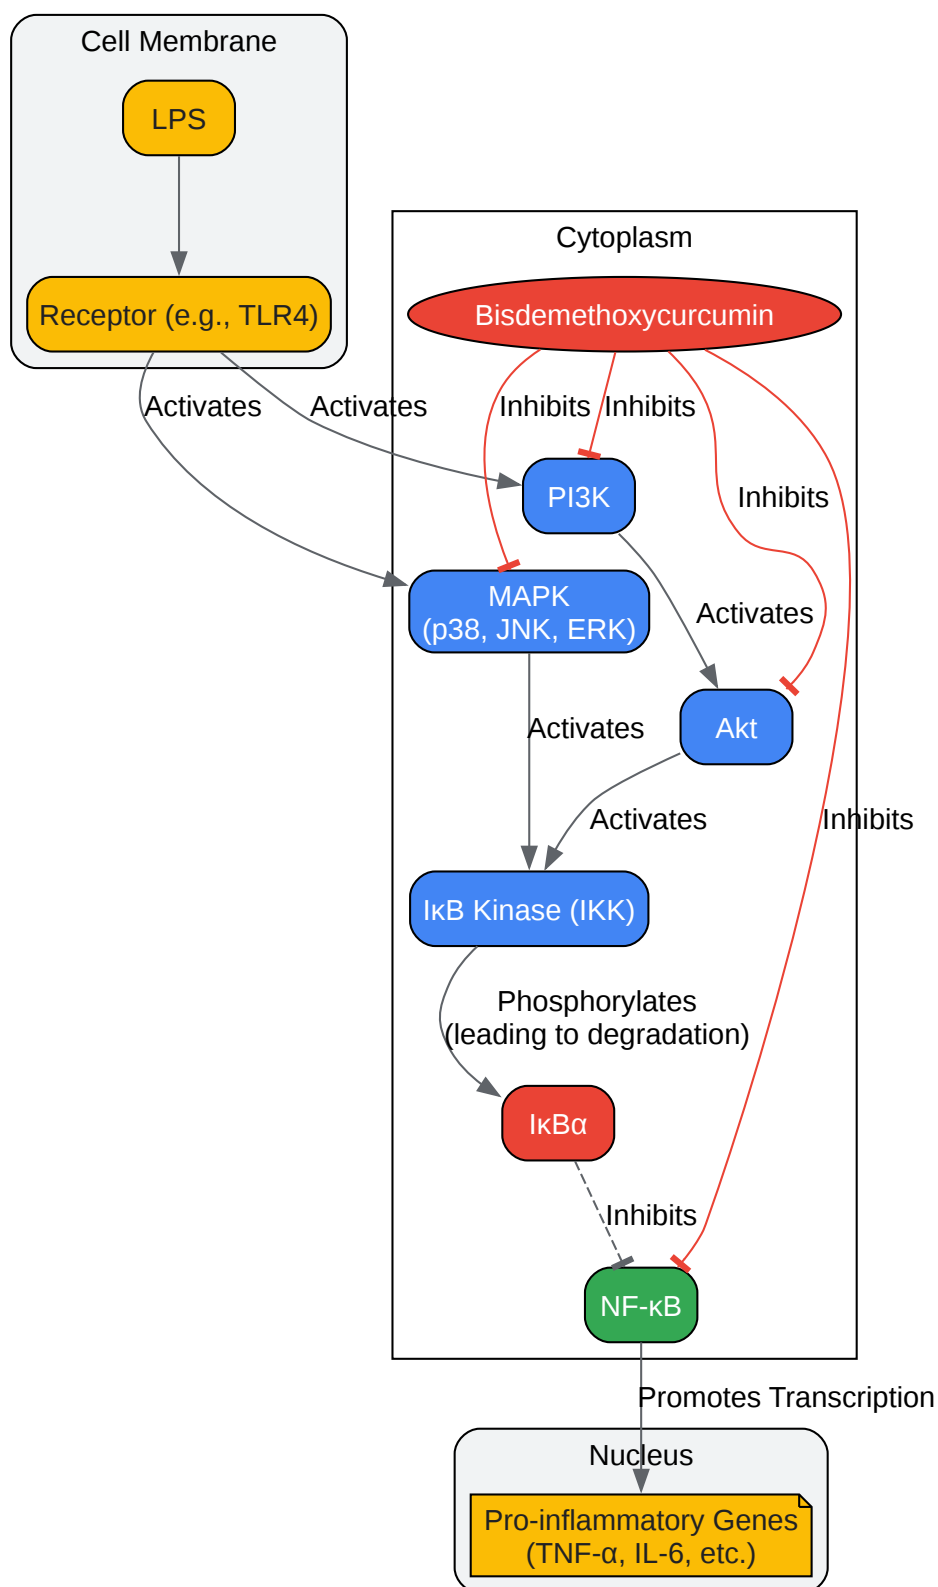 Cell Membrane
LPS
Receptor (e.g., TLR4)
Cytoplasm
Bisdemethoxycurcumin
Activates
Activates
Inhibits
Inhibits
PI3K
Inhibits
MAPK
(p38, JNK, ERK)
Activates
Akt
Activates
Activates
Inhibits
IκB Kinase (IKK)
Phosphorylates
(leading to degradation)
IκBα
Inhibits
NF-κB
Promotes Transcription
Nucleus
Pro-inflammatory Genes
(TNF-α, IL-6, etc.)